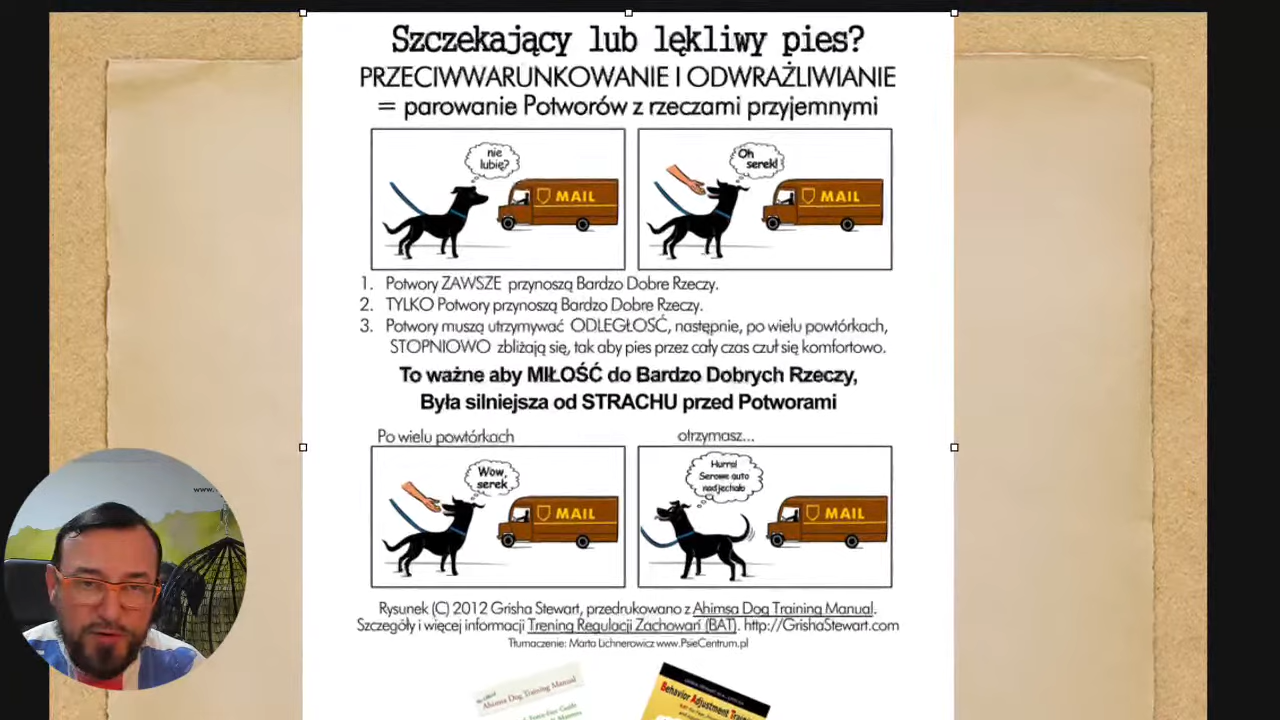 Szczekający lub lękliwy pies?
PRZECIWWARUNKOWANIE I ODWRAŻLIWIANIE
= parowanie Potworów z rzeczami przyjemnymi
nie
lubię?
MAIL
Oh
serek!
MAIL
1. Potwory ZAWSZE przynoszą Bardzo Dobre Rzeczy.
2. TYLKO Potwory przynoszą Bardzo Dobre Rzeczy.
3. Potwory muszą utrzymywać ODLEGŁOŚĆ, następnie, po wielu powtórkach,
STOPNIOWO zbliżają się, tak aby pies przez cały czas czuł się komfortowo.
To ważne aby MIŁOŚĆ do Bardzo Dobrych Rzeczy,
Była silniejsza od STRACHU przed Potworami
Po wielu powtórkach
otrzymasz...
Wow,
serek
MAIL
Hurra!
Serowe auto
nadjechało
MAIL
Rysunek (C) 2012 Grisha Stewart, przedrukowano z Ahimsa Dog Training Manual.
Szczegóły i więcej informacji Trening Regulacji Zachowań (BAT). http://GrishaStewart.com
Tłumaczenie: Marta Lichnerowicz www.PsieCentrum.pl
Ahimsa Dog Training Manual
Behavior Adjustment
www.